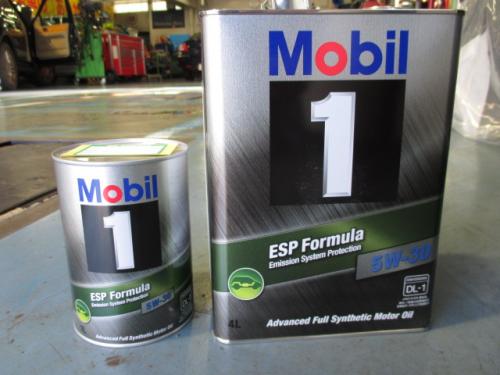 Mobil
1
ESP Formula
Emission System Protection
5W-30
Advanced Full Synthetic Motor Oil
Mobil
1
ESP Formula
Emission System Protection
5W-30
DL-1
4L
Advanced Full Synthetic Motor Oil